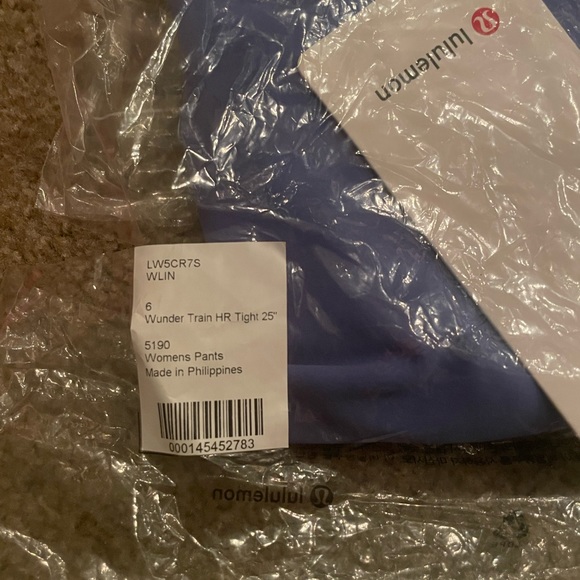 lululemon
LW5CR7S
WLIN
6
Wunder Train HR Tight 25"
5190
Womens Pants
Made in Philippines
000145452783
lululemon